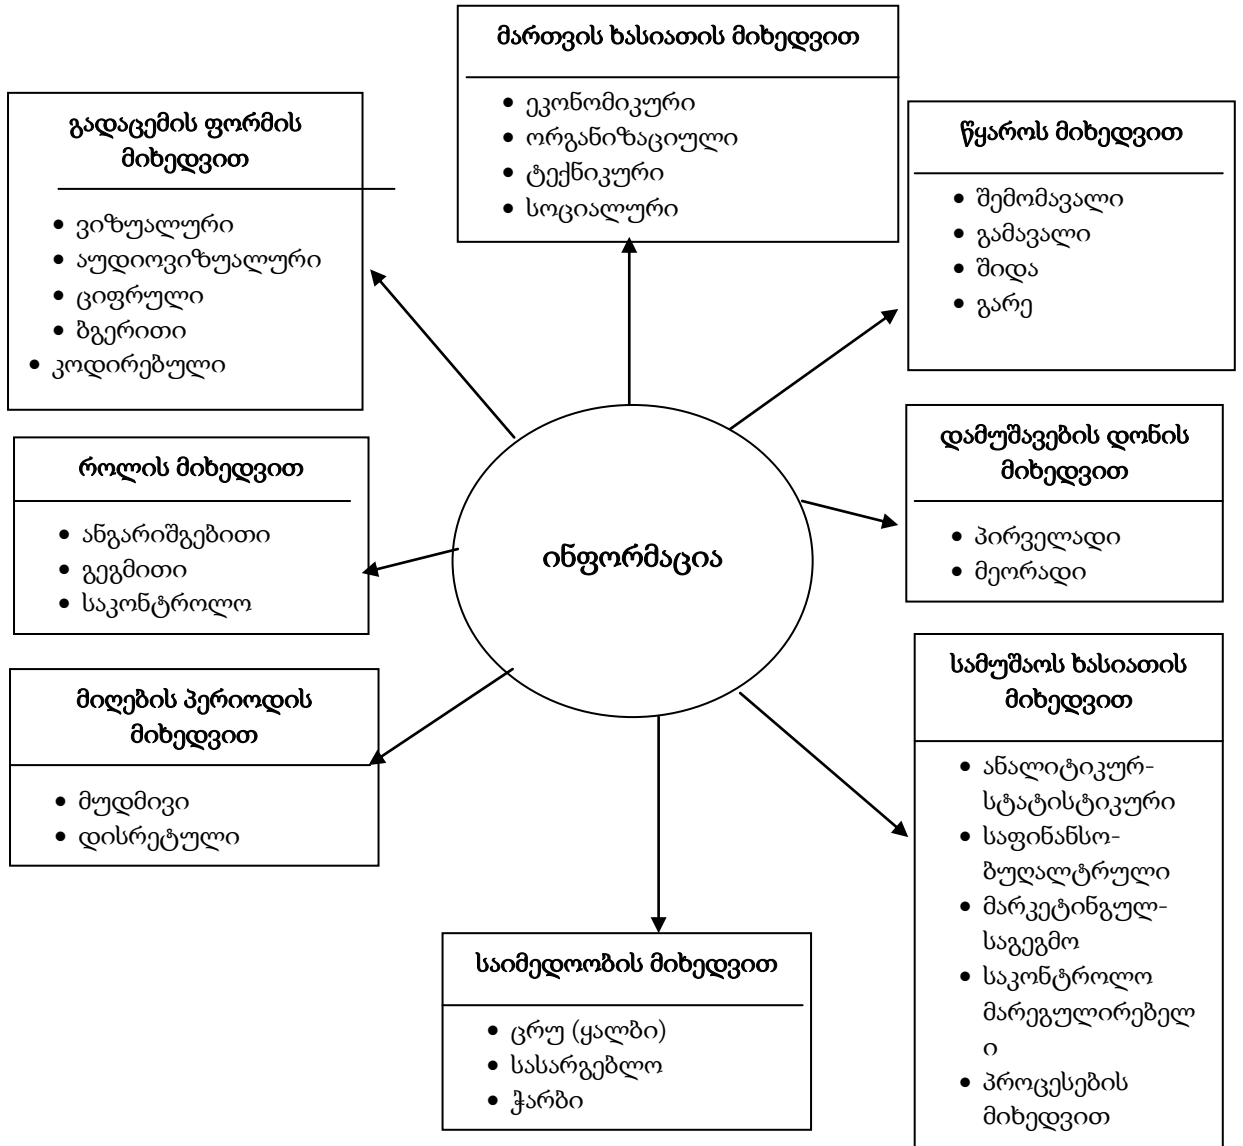 მართვის ხასიათის მიხედვით
• ეკონომიკური
• ორგანიზაციული
• ტექნიკური
• სოციალური
გადაცემის ფორმის
მიხედვით
• ვიზუალური
• აუდიოვიზუალური
• ციფრული
• ბგერითი
• კოდირებული
წყაროს მიხედვით
• შემომავალი
• გამავალი
• შიდა
• გარე
როლის მიხედვით
• ანგარიშგებითი
• გეგმითი
• საკონტროლო
ინფორმაცია
დამუშავების დონის
მიხედვით
• პირველადი
• მეორადი
მიღების პერიოდის
მიხედვით
• მუდმივი
• დისრეტული
სამუშაოს ხასიათის
მიხედვით
• ანალიტიკურ-
სტატისტიკური
• საფინანსო-
ბუღალტრული
• მარკეტინგულ-
საგეგმო
• საკონტროლო
მარეგულირებელ
ი
• პროცესების
მიხედვით
საიმედოობის მიხედვით
• ცრუ (ყალბი)
• სასარგებლო
• ჭარბი